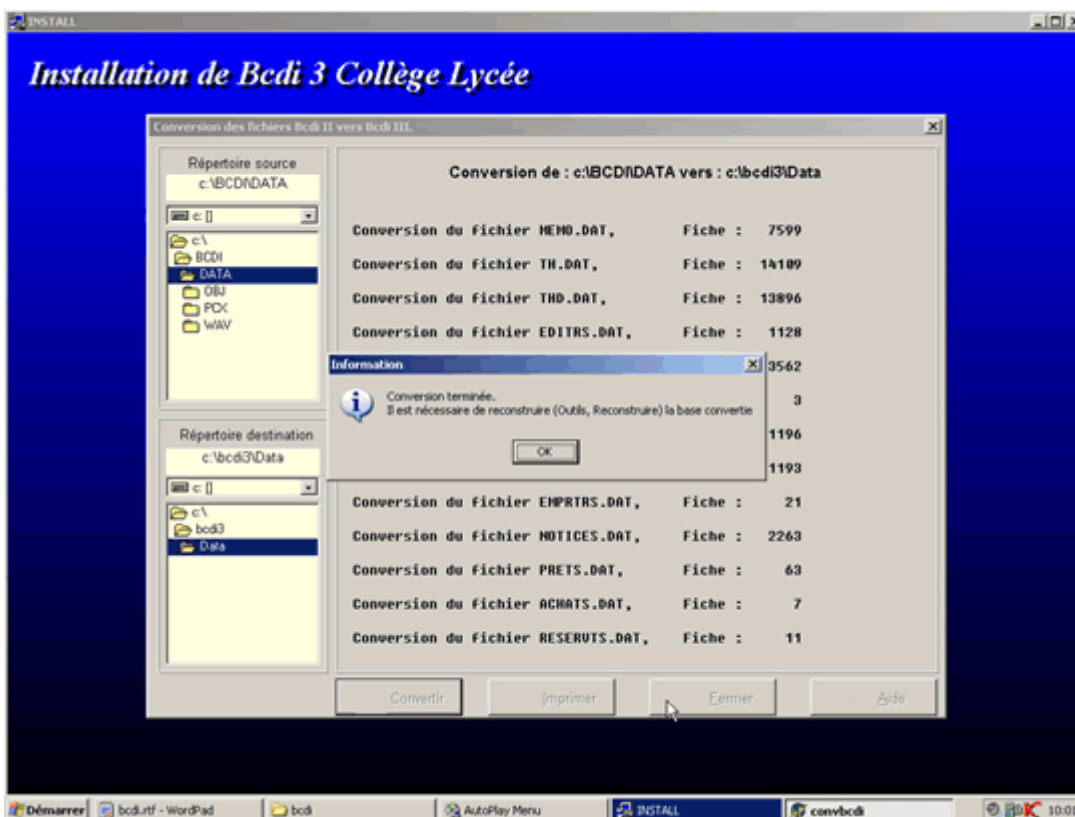 INSTALL
Installation de Bcdi 3 Collège Lycée
Conversion des fichiers Bcdi II vers Bcdi III.
Répertoire source
c:\BCDI\DATA
c: []
c:\
BCDI
DATA
OBJ
PCX
WAV
Répertoire destination
c:\bcdi3\Data
c: []
c:\
bcdi3
Data
Conversion de : c:\BCDI\DATA vers : c:\bcdi3\Data
Conversion du fichier MEMO.DAT, Fiche : 7599
Conversion du fichier TH.DAT, Fiche : 14109
Conversion du fichier THD.DAT, Fiche : 13896
Conversion du fichier EDITRS.DAT, Fiche : 1128
3562
3
1196
1193
Conversion du fichier EMPRTRS.DAT, Fiche : 21
Conversion du fichier NOTICES.DAT, Fiche : 2263
Conversion du fichier PRETS.DAT, Fiche : 63
Conversion du fichier ACHATS.DAT, Fiche : 7
Conversion du fichier RESERVTS.DAT, Fiche : 11
Information
Conversion terminée.
Il est nécessaire de reconstruire (Outils, Reconstruire) la base convertie
OK
Convertir Imprimer Fermer Aide
Démarrer bcdi.rtf - WordPad bcdi AutoPlay Menu INSTALL convbcdi 10:01